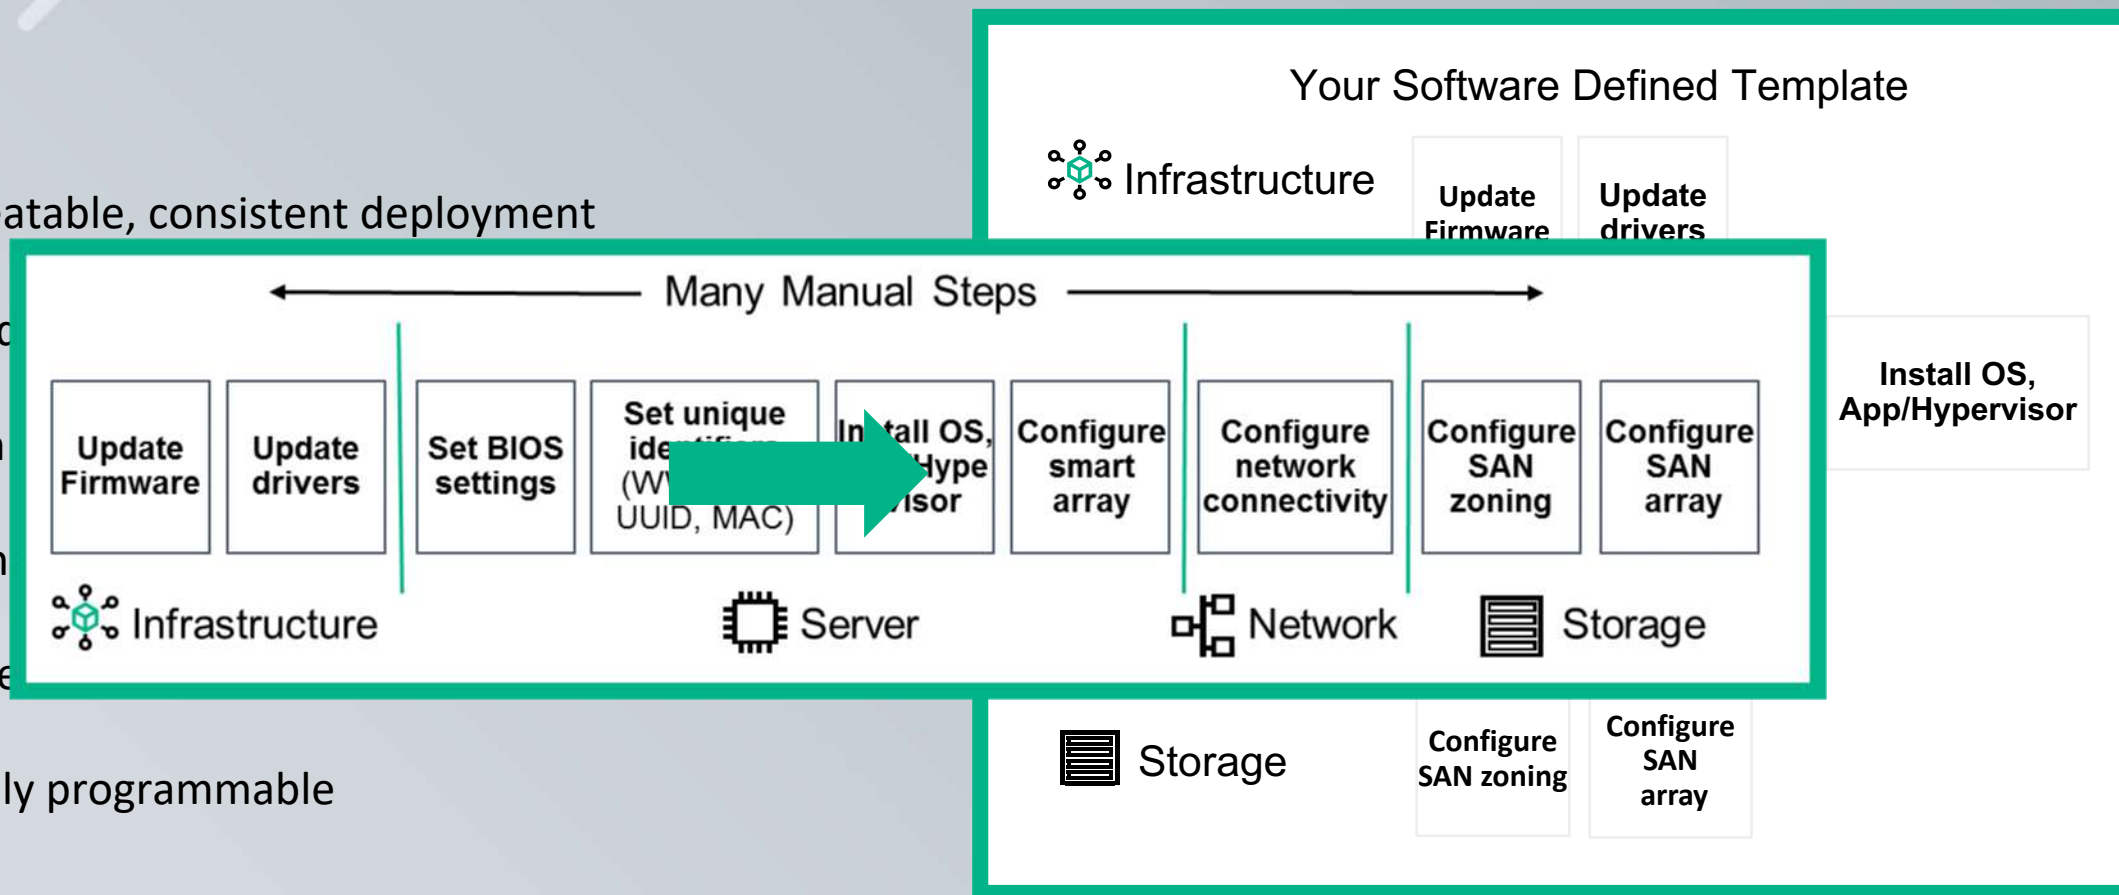 Your Software Defined Template
Infrastructure
Update
Firmware
Update
drivers
atable, consistent deployment
Many Manual Steps
Update
Firmware
Update
drivers
Set BIOS
settings
Set unique
UUID, MAC)
OS,
Configure
smart
array
Configure
network
connectivity
Configure
SAN
zoning
Configure
SAN
array
Infrastructure
Server
Network
Storage
Install OS,
App/Hypervisor
Storage
Configure
SAN zoning
Configure
SAN
array
ly programmable